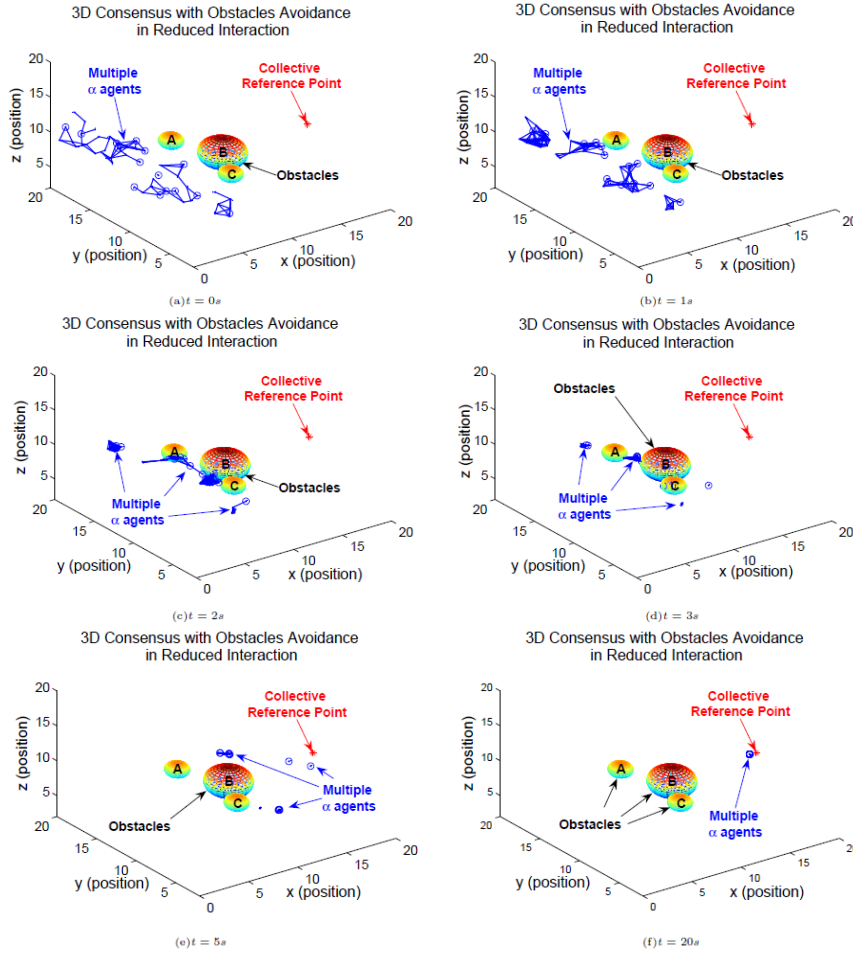 3D Consensus with Obstacles Avoidance
in Reduced Interaction
Multiple
α agents
Collective
Reference Point
A
B
C
Obstacles
z (position)
20
15
10
5
20
15
10
5
0
y (position)
5
10
15
20
x (position)
(a)t = 0s
3D Consensus with Obstacles Avoidance
in Reduced Interaction
Multiple
α agents
Collective
Reference Point
A
B
C
Obstacles
z (position)
20
15
10
5
20
15
10
5
0
y (position)
5
10
15
20
x (position)
(b)t = 1s
3D Consensus with Obstacles Avoidance
in Reduced Interaction
Collective
Reference Point
A
B
C
Obstacles
Multiple
α agents
z (position)
20
15
10
5
20
15
10
5
0
y (position)
5
10
15
20
x (position)
(c)t = 2s
3D Consensus with Obstacles Avoidance
in Reduced Interaction
Obstacles
Collective
Reference Point
A
B
C
Multiple
α agents
z (position)
20
15
10
5
20
15
10
5
0
y (position)
5
10
15
20
x (position)
(d)t = 3s
3D Consensus with Obstacles Avoidance
in Reduced Interaction
Collective
Reference Point
A
B
C
Multiple
α agents
Obstacles
z (position)
20
15
10
5
20
15
10
5
0
y (position)
5
10
15
20
x (position)
(e)t = 5s
3D Consensus with Obstacles Avoidance
in Reduced Interaction
Collective
Reference Point
A
B
C
Obstacles
Multiple
α agents
z (position)
20
15
10
5
20
15
10
5
0
y (position)
5
10
15
20
x (position)
(f)t = 20s